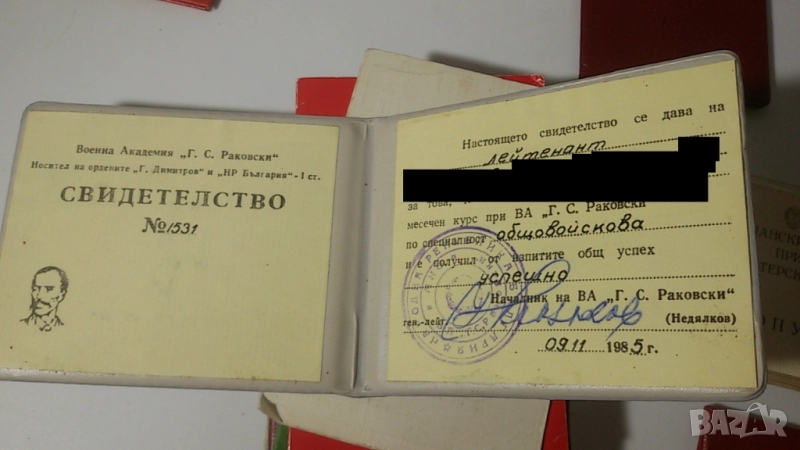 Военна Академия „Г. С. Раковски"
Носител на ордените „Г. Димитров" и „НР България"-I ст.
СВИДЕТЕЛСТВО
№1531
Настоящето свидетелство се дава на
лейтенант
за това,
месечен курс при ВА „Г. С. Раковски"
по специалност общовойскова
и е получил от изпитите общ успех
успешно
Началник на ВА „Г. С. Раковски"
ген.-лейт. (Недялков)
09.11 1985 г.
BAZAR